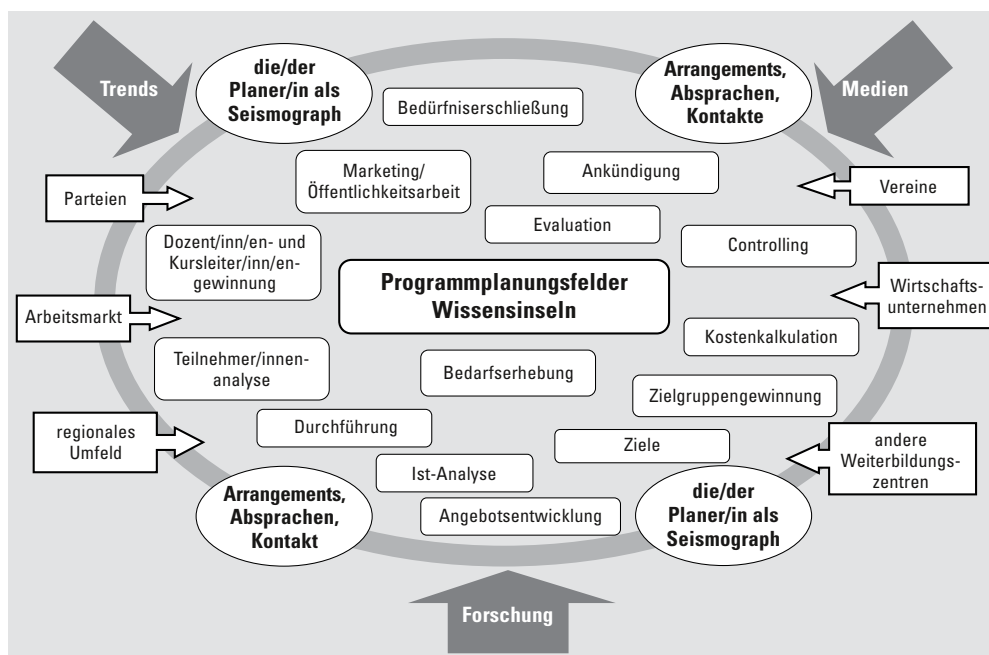 Trends
die/der
Planer/in als
Seismograph
Arrangements,
Absprachen,
Kontakte
Medien
Bedürfniserschließung
Marketing/
Öffentlichkeitsarbeit
Ankündigung
Parteien
Vereine
Evaluation
Dozent/inn/en- und
Kursleiter/inn/en-
gewinnung
Controlling
Programmplanungsfelder
Wissensinseln
Wirtschafts-
unternehmen
Arbeitsmarkt
Kostenkalkulation
Teilnehmer/innen-
analyse
Bedarfserhebung
Zielgruppengewinnung
regionales
Umfeld
Durchführung
Ziele
andere
Weiterbildungs-
zentren
Ist-Analyse
Arrangements,
Absprachen,
Kontakt
Angebotsentwicklung
die/der
Planer/in als
Seismograph
Forschung